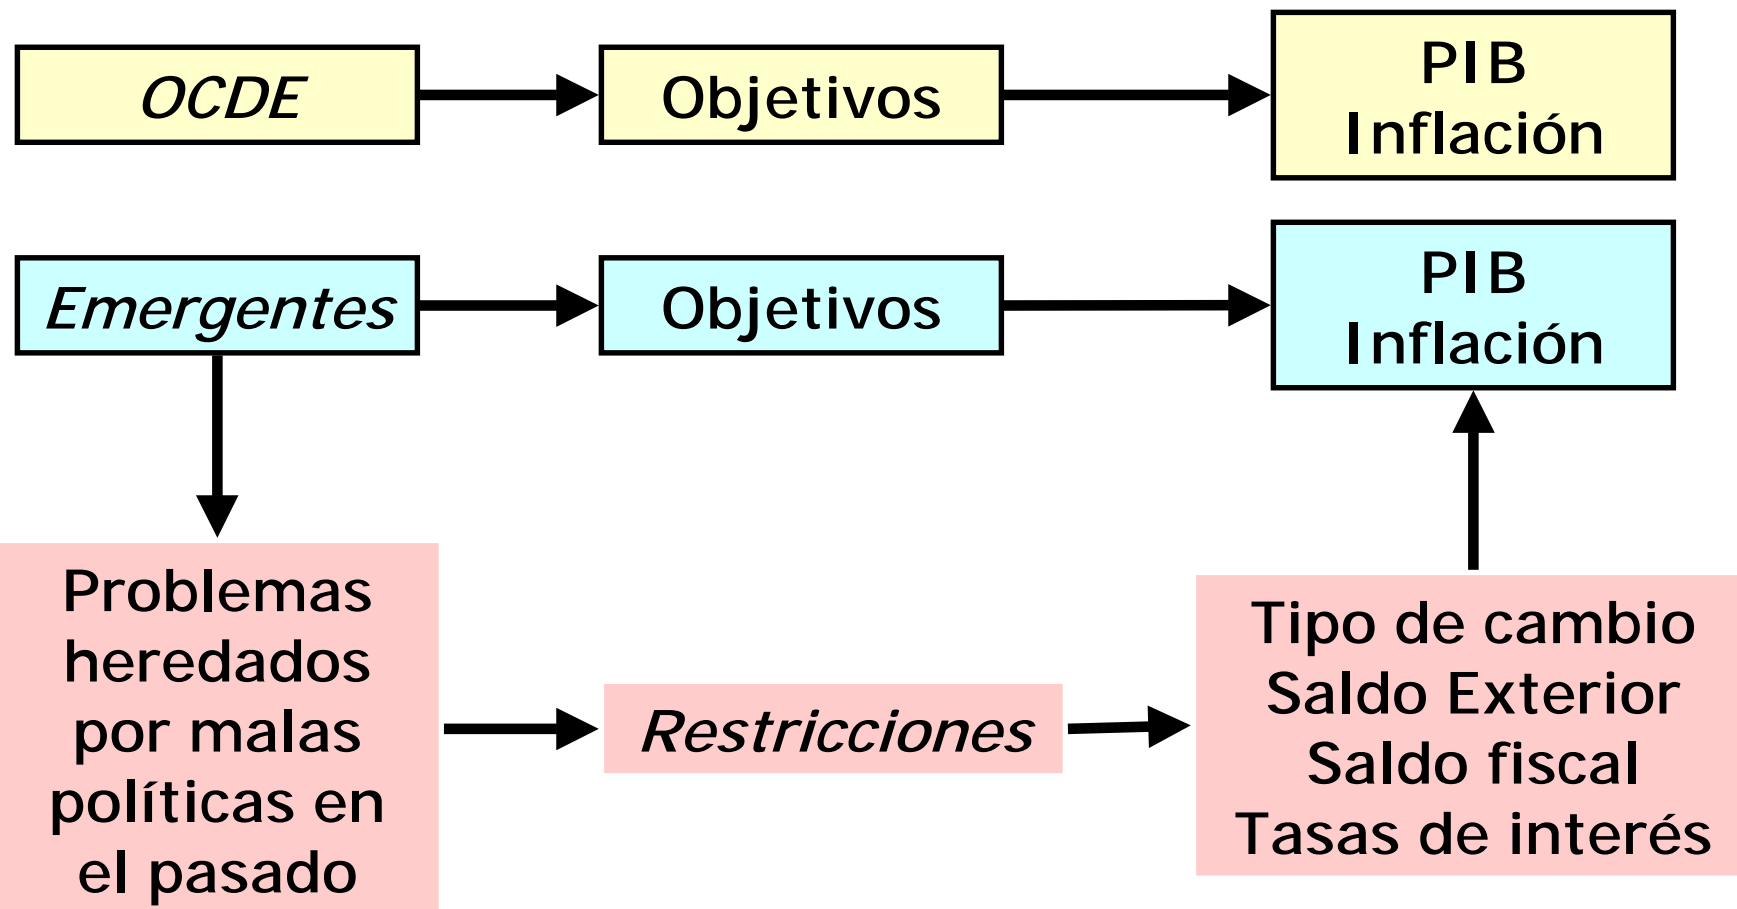 OCDE
Objetivos
PIB
Inflación
Emergentes
Objetivos
PIB
Inflación
Problemas
heredados
por malas
políticas en
el pasado
Restricciones
Tipo de cambio
Saldo Exterior
Saldo fiscal
Tasas de interés